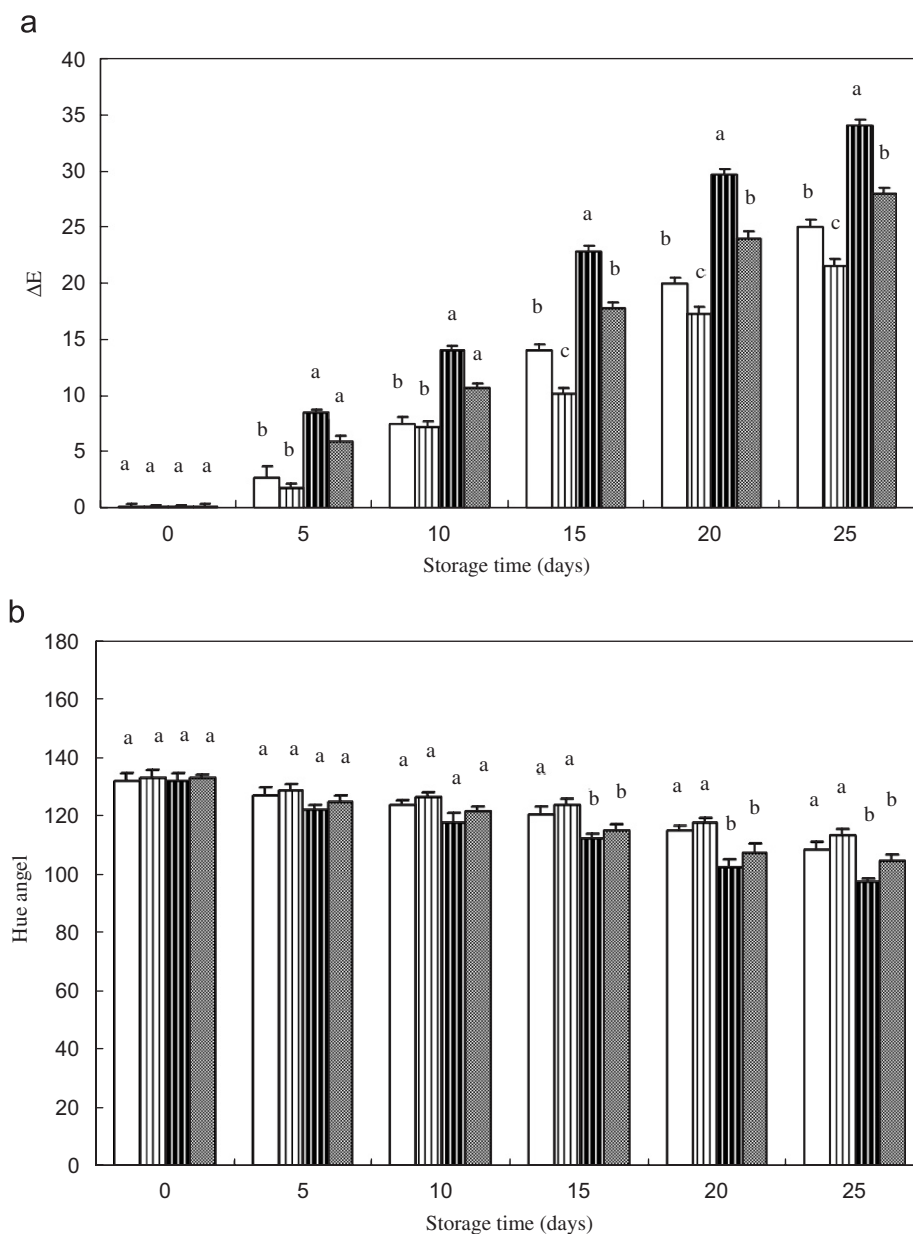 a
40
35
30
25
20
15
10
5
0
ΔE
a a a a
b b a a
b b a a
b c a b
b c a b
b c a b
0 5 10 15 20 25
Storage time (days)
b
180
160
140
120
100
80
60
40
20
0
Hue angel
a a a a
a a a a
a a a a
a a b b
a a b b
a a b b
0 5 10 15 20 25
Storage time (days)